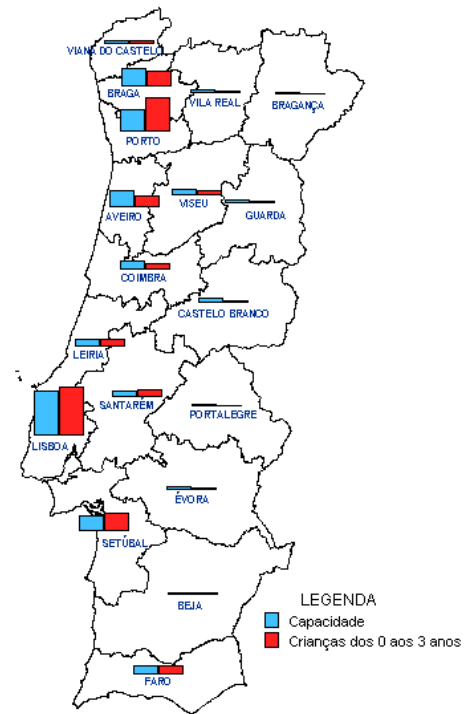 VIANA DO CASTELO
BRAGA
VILA REAL
BRAGANÇA
PORTO
AVEIRO
VISEU
GUARDA
COIMBRA
CASTELO BRANCO
LEIRIA
SANTARÉM
PORTALEGRE
LISBOA
ÉVORA
SETÚBAL
BEJA
LEGENDA
Capacidade
Crianças dos 0 aos 3 anos
FARO